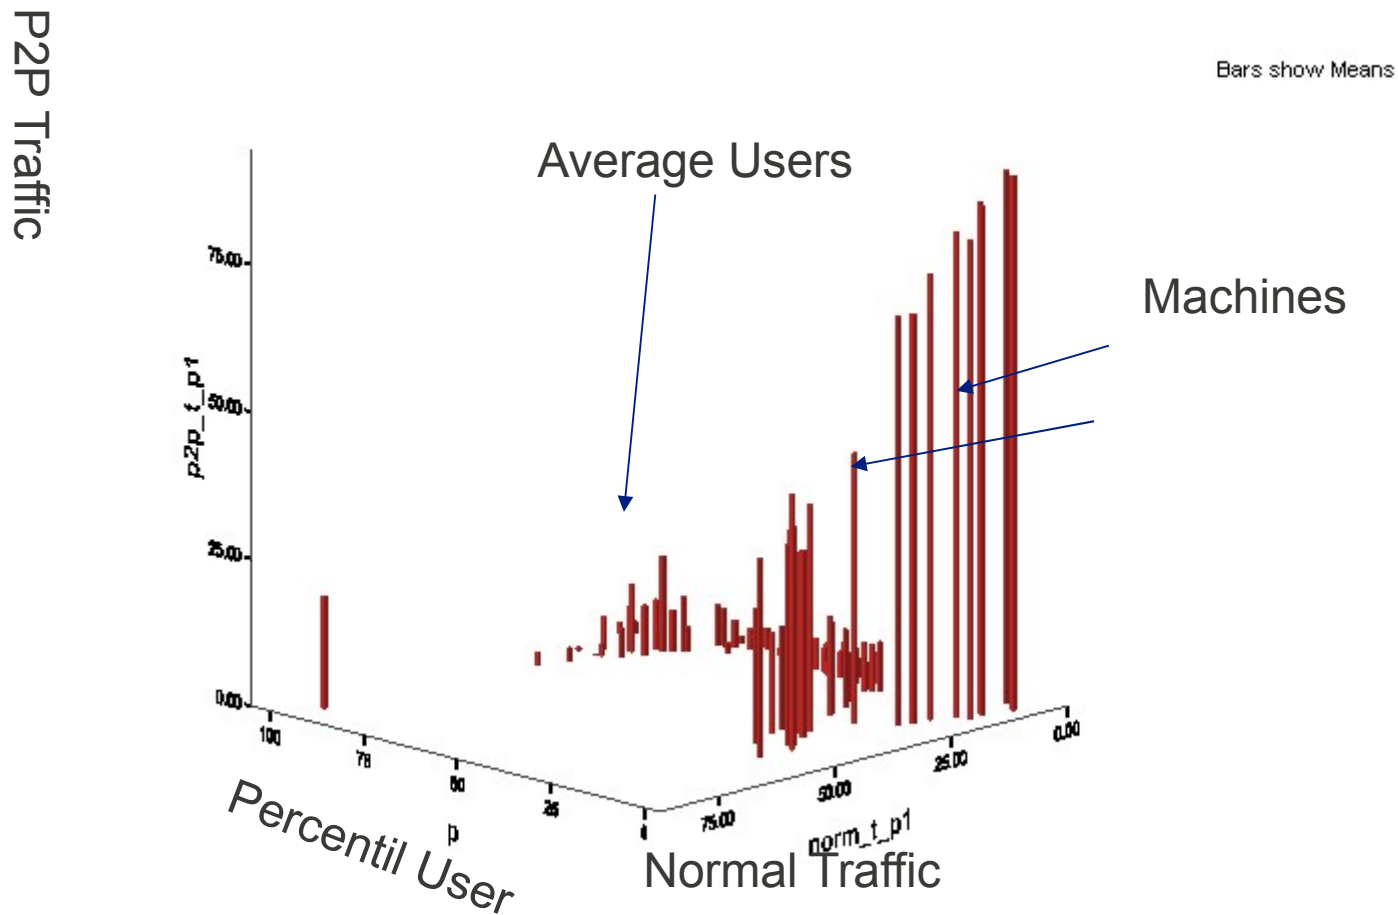 P2P Traffic
Bars show Means
Average Users
Machines
75.00
50.00
25.00
0.00
p2p_t_p1
100
75
50
25
0
p
Percentil User
75.00
50.00
25.00
0.00
norm_t_p1
Normal Traffic